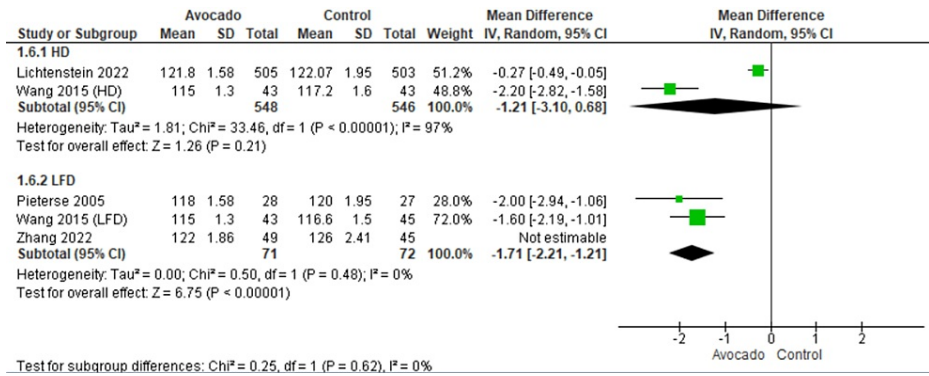 Avocado Control Mean Difference Mean Difference
Study or Subgroup Mean SD Total Mean SD Total Weight IV, Random, 95% CI IV, Random, 95% CI
1.6.1 HD
Lichtenstein 2022 121.8 1.58 505 122.07 1.95 503 51.2% -0.27 [-0.49, -0.05]
Wang 2015 (HD) 115 1.3 43 117.2 1.6 43 48.8% -2.20 [-2.82, -1.58]
Subtotal (95% CI) 548 546 100.0% -1.21 [-3.10, 0.68]
Heterogeneity: Tau² = 1.81; Chi² = 33.46, df = 1 (P < 0.00001); I² = 97%
Test for overall effect: Z = 1.26 (P = 0.21)
1.6.2 LFD
Pieterse 2005 118 1.58 28 120 1.95 27 28.0% -2.00 [-2.94, -1.06]
Wang 2015 (LFD) 115 1.3 43 116.6 1.5 45 72.0% -1.60 [-2.19, -1.01]
Zhang 2022 122 1.86 49 126 2.41 45 Not estimable
Subtotal (95% CI) 71 72 100.0% -1.71 [-2.21, -1.21]
Heterogeneity: Tau² = 0.00; Chi² = 0.50, df = 1 (P = 0.48); I² = 0%
Test for overall effect: Z = 6.75 (P < 0.00001)
-2 -1 0 1 2
Avocado Control
Test for subgroup differences: Chi² = 0.25, df = 1 (P = 0.62), I² = 0%